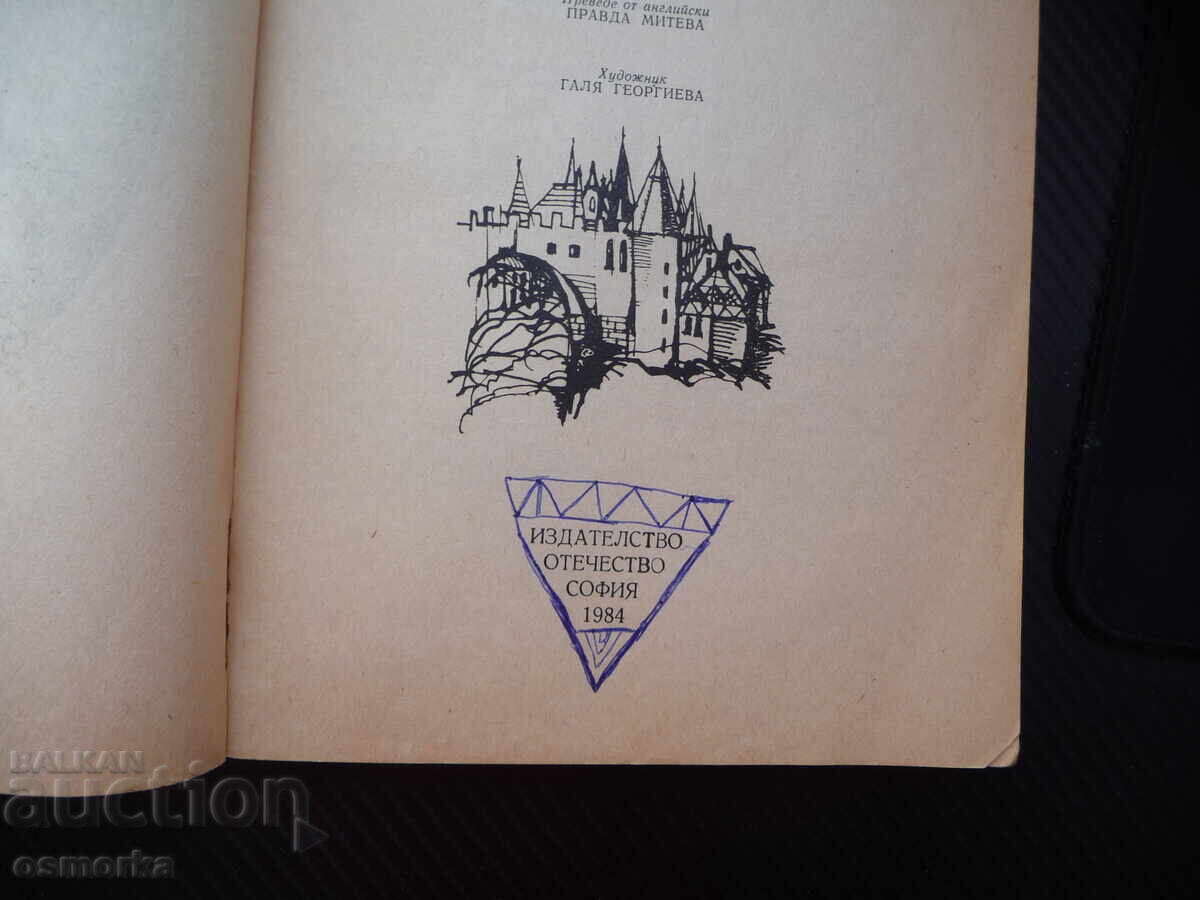 Преведе от английски
ПРАВДА МИТЕВА
Художник
ГАЛЯ ГЕОРГИЕВА
ИЗДАТЕЛСТВО
ОТЕЧЕСТВО
СОФИЯ
1984
BALKAN
auction
osmorka